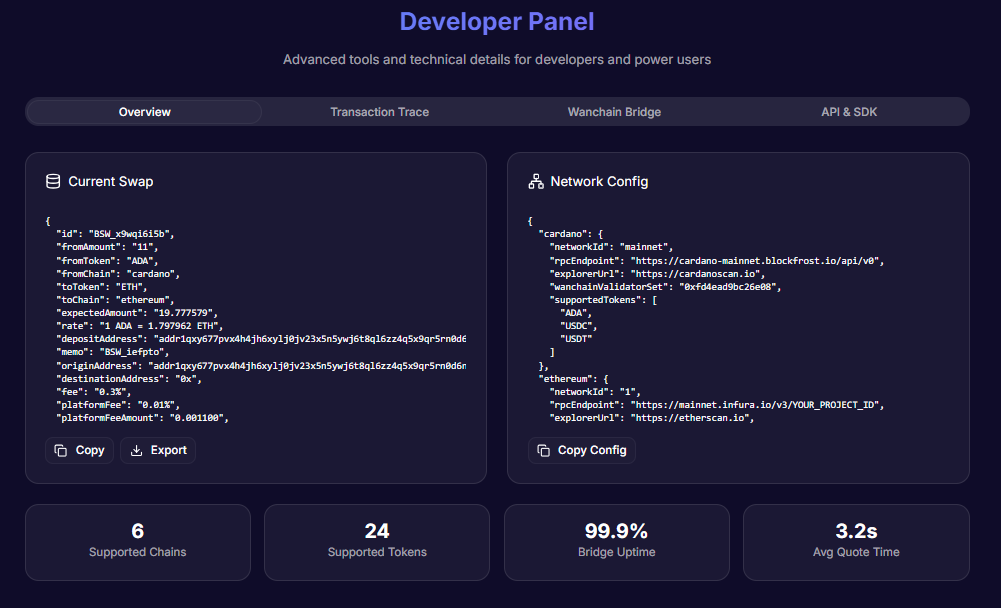 Developer Panel
Advanced tools and technical details for developers and power users
Overview
Transaction Trace
Wanchain Bridge
API & SDK
Current Swap
{
"id": "BSW_x9wqi6i5b",
"fromAmount": "11",
"fromToken": "ADA",
"fromChain": "cardano",
"toToken": "ETH",
"toChain": "ethereum",
"expectedAmount": "19.777579",
"rate": "1 ADA = 1.797962 ETH",
"depositAddress": "addr1qxy677pvx4h4jh6xylj0jv23x5n5ywj6t8ql6zz4q5x9qr5rn0d6
"memo": "BSW_iefpto",
"originAddress": "addr1qxy677pvx4h4jh6xylj0jv23x5n5ywj6t8ql6zz4q5x9qr5rn0d6m
"destinationAddress": "0x",
"fee": "0.3%",
"platformFee": "0.01%",
"platformFeeAmount": "0.001100",
Copy
Export
Network Config
{
"cardano": {
"networkId": "mainnet",
"rpcEndpoint": "https://cardano-mainnet.blockfrost.io/api/v0",
"explorerUrl": "https://cardanoscan.io",
"wanchainValidatorSet": "0xfd4ead9bc26e08",
"supportedTokens": [
"ADA",
"USDC",
"USDT"
]
},
"ethereum": {
"networkId": "1",
"rpcEndpoint": "https://mainnet.infura.io/v3/YOUR_PROJECT_ID",
"explorerUrl": "https://etherscan.io",
Copy Config
6
Supported Chains
24
Supported Tokens
99.9%
Bridge Uptime
3.2s
Avg Quote Time